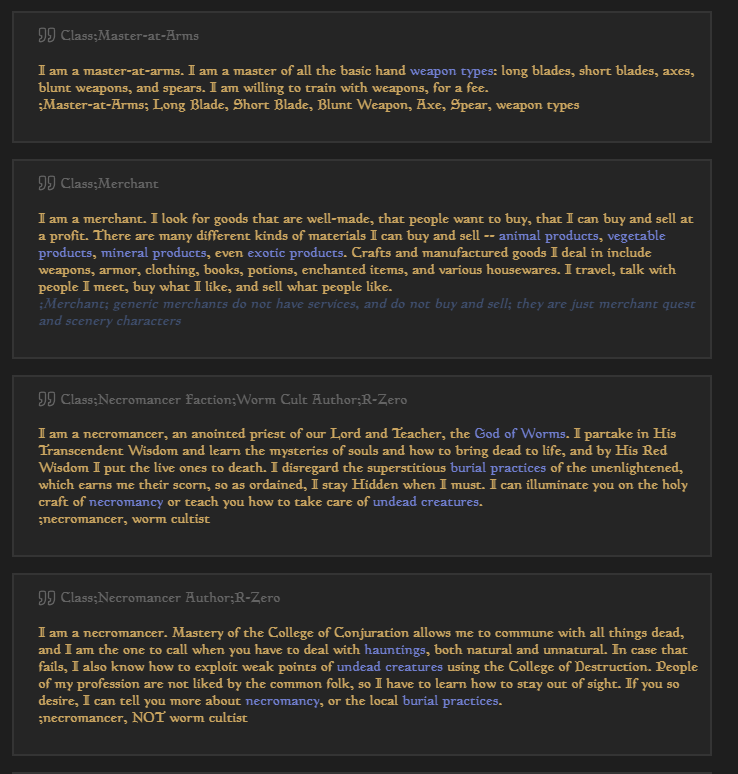 Class;Master-at-Arms
I am a master-at-arms. I am a master of all the basic hand weapon types: long blades, short blades, axes,
blunt weapons, and spears. I am willing to train with weapons, for a fee.
;Master-at-Arms; Long Blade, Short Blade, Blunt Weapon, Axe, Spear, weapon types
Class;Merchant
I am a merchant. I look for goods that are well-made, that people want to buy, that I can buy and sell at
a profit. There are many different kinds of materials I can buy and sell -- animal products, vegetable
products, mineral products, even exotic products. Crafts and manufactured goods I deal in include
weapons, armor, clothing, books, potions, enchanted items, and various housewares. I travel, talk with
people I meet, buy what I like, and sell what people like.
;Merchant; generic merchants do not have services, and do not buy and sell; they are just merchant quest
and scenery characters
Class;Necromancer Faction;Worm Cult Author;R-Zero
I am a necromancer, an anointed priest of our Lord and Teacher, the God of Worms. I partake in His
Transcendent Wisdom and learn the mysteries of souls and how to bring dead to life, and by His Red
Wisdom I put the live ones to death. I disregard the superstitious burial practices of the unenlightened,
which earns me their scorn, so as ordained, I stay Hidden when I must. I can illuminate you on the holy
craft of necromancy or teach you how to take care of undead creatures.
;necromancer, worm cultist
Class;Necromancer Author;R-Zero
I am a necromancer. Mastery of the College of Conjuration allows me to commune with all things dead,
and I am the one to call when you have to deal with hauntings, both natural and unnatural. In case that
fails, I also know how to exploit weak points of undead creatures using the College of Destruction. People
of my profession are not liked by the common folk, so I have to learn how to stay out of sight. If you so
desire, I can tell you more about necromancy, or the local burial practices.
;necromancer, NOT worm cultist